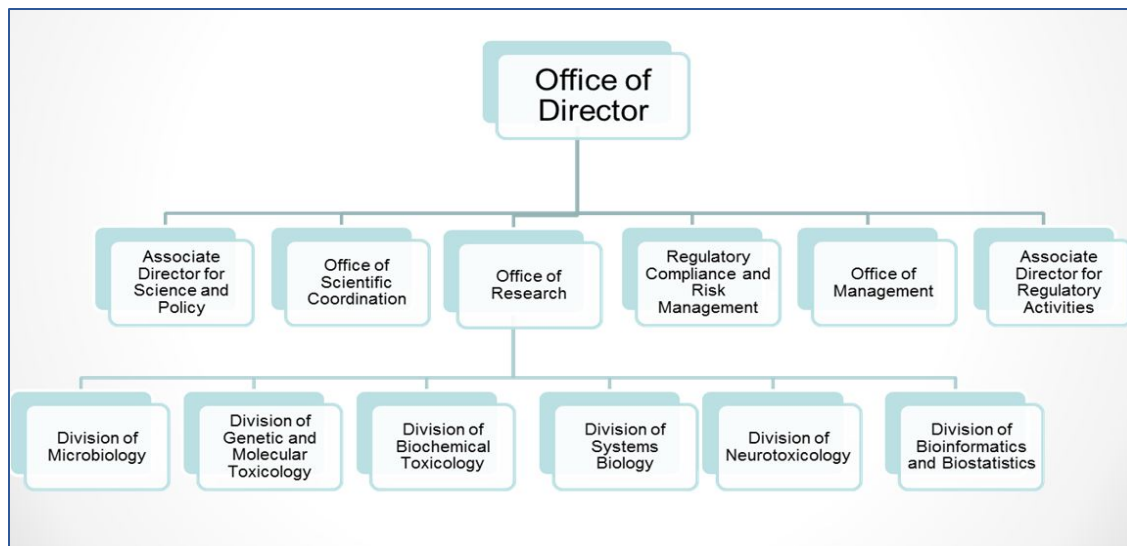 Office of
Director
Associate
Director for
Science and
Policy
Office of
Scientific
Coordination
Office of
Research
Regulatory
Compliance and
Risk
Management
Office of
Management
Associate
Director for
Regulatory
Activities
Division of
Microbiology
Division of
Genetic and
Molecular
Toxicology
Division of
Biochemical
Toxicology
Division of
Systems
Biology
Division of
Neurotoxicology
Division of
Bioinformatics
and Biostatistics